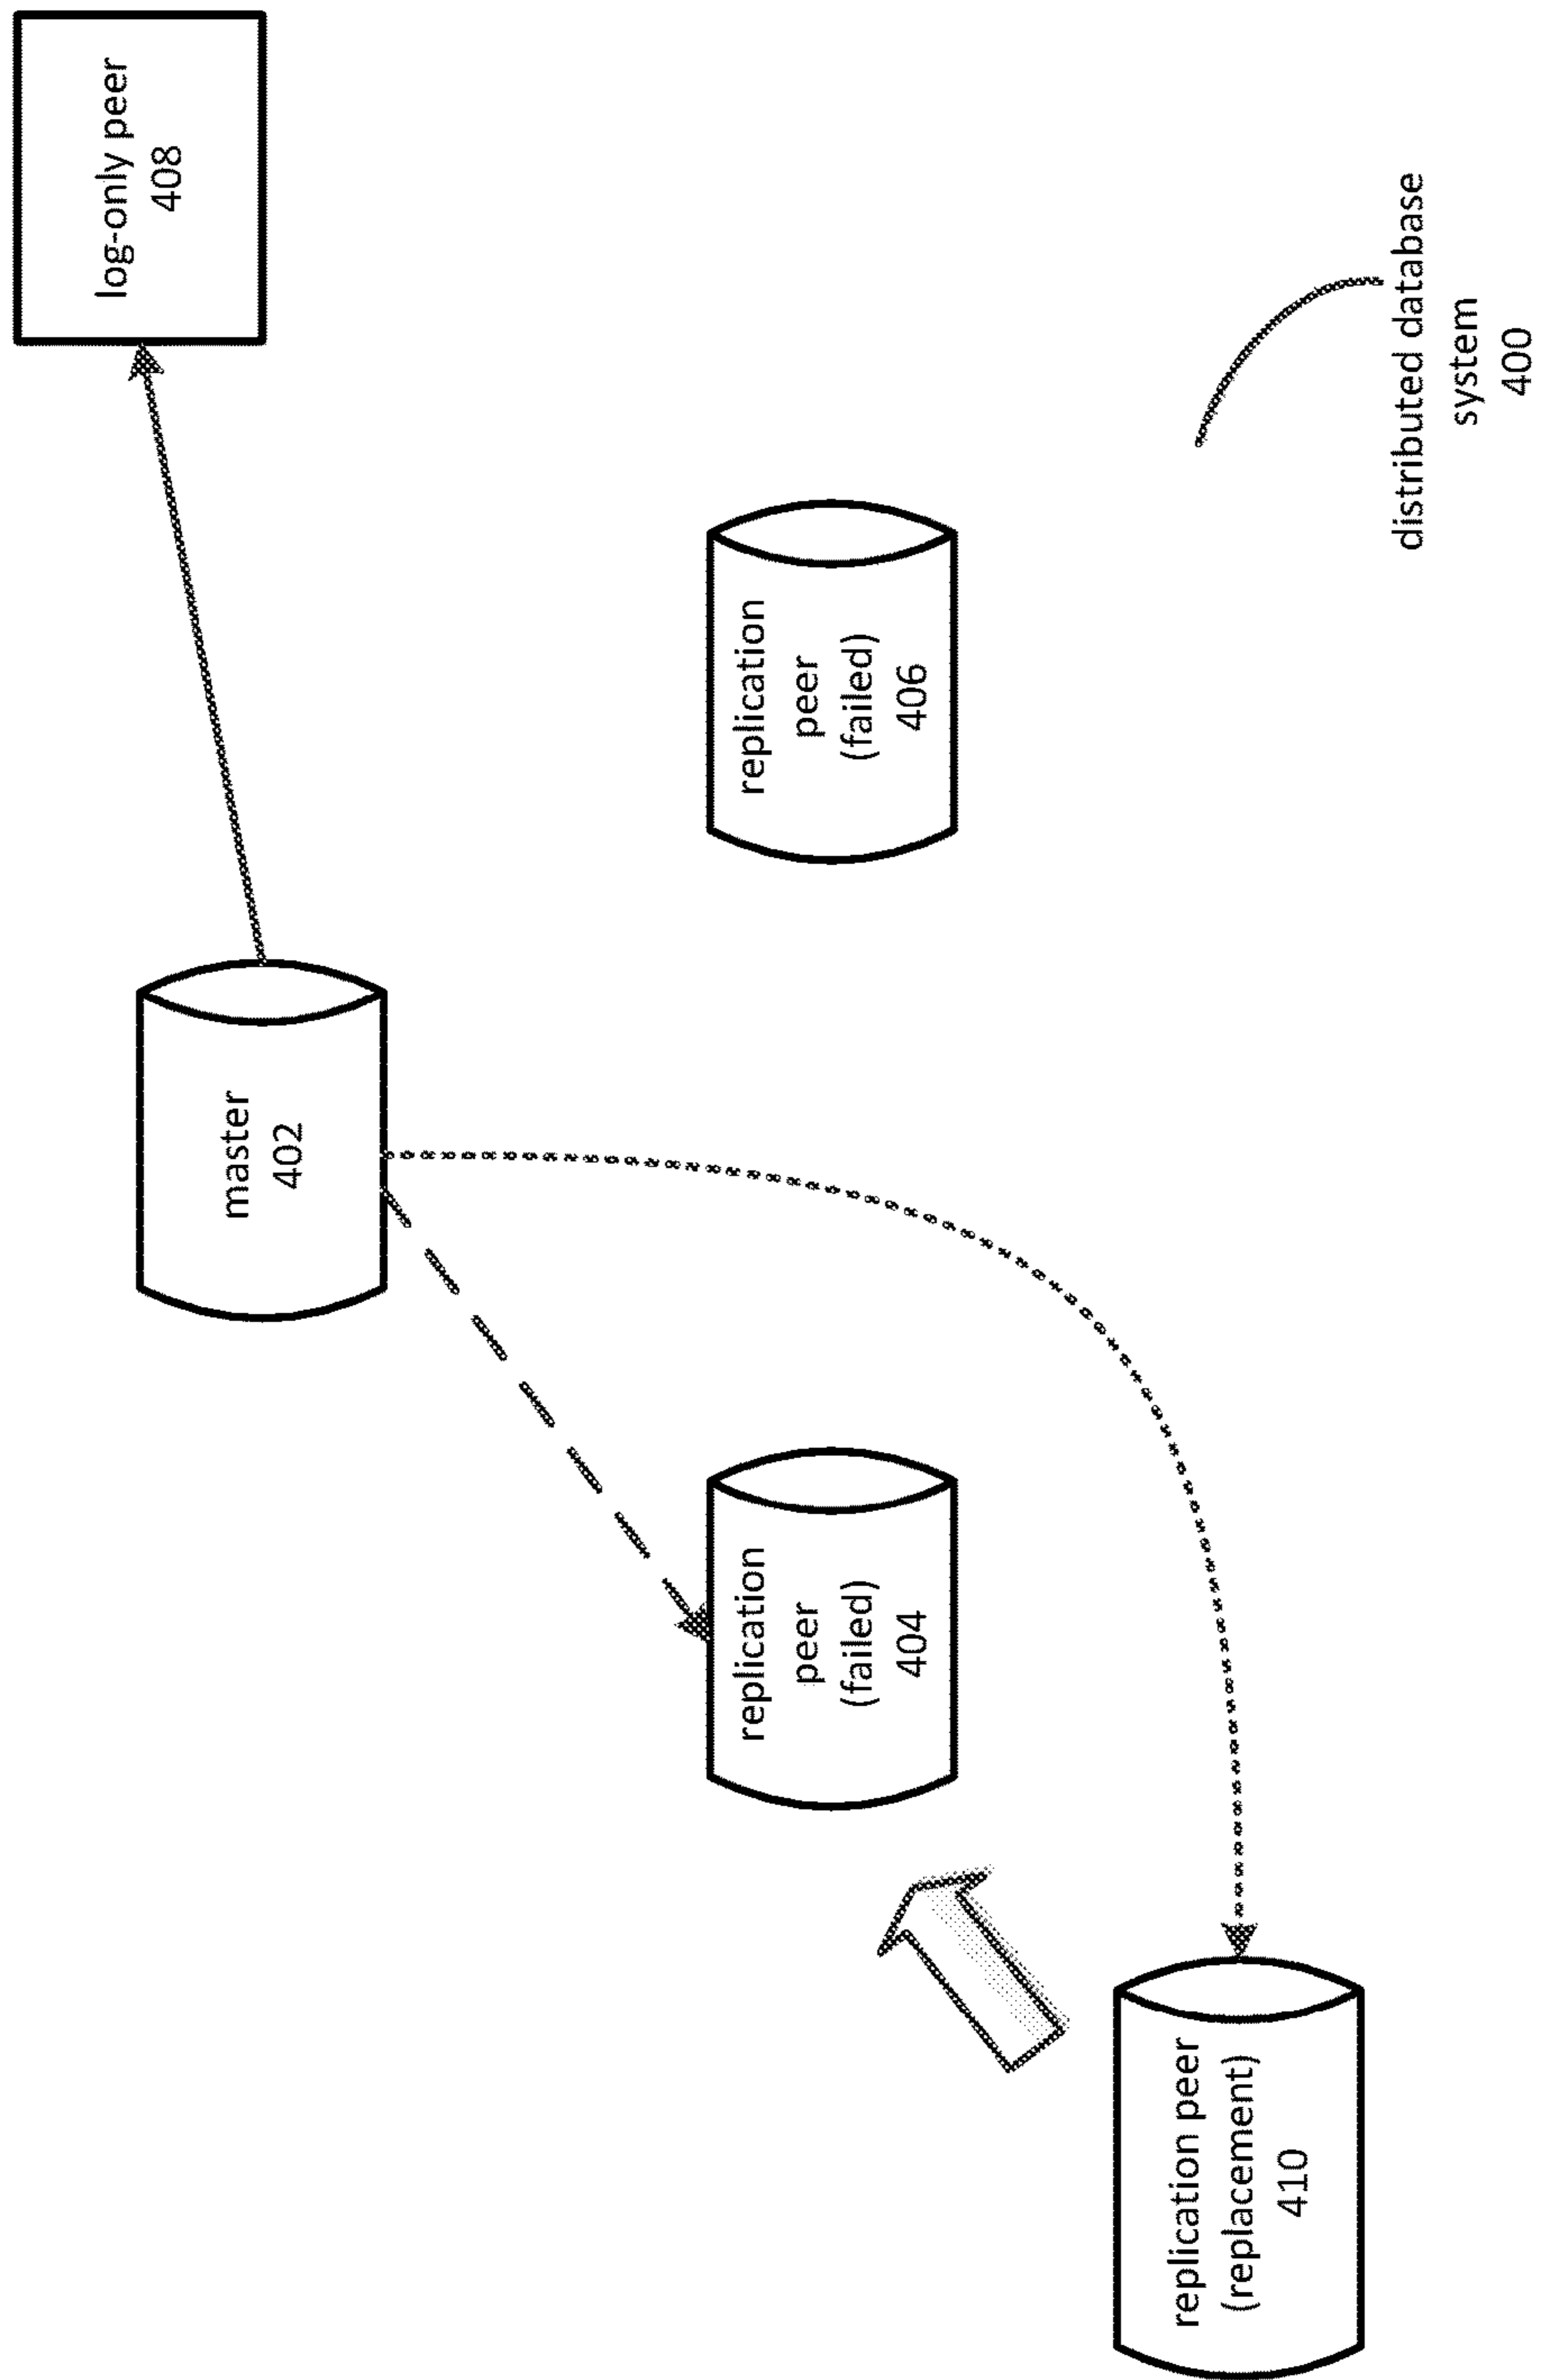 master
402
log-only peer
408
replication
peer
(failed)
404
replication
peer
(failed)
406
replication peer
(replacement)
410
distributed database
system
400